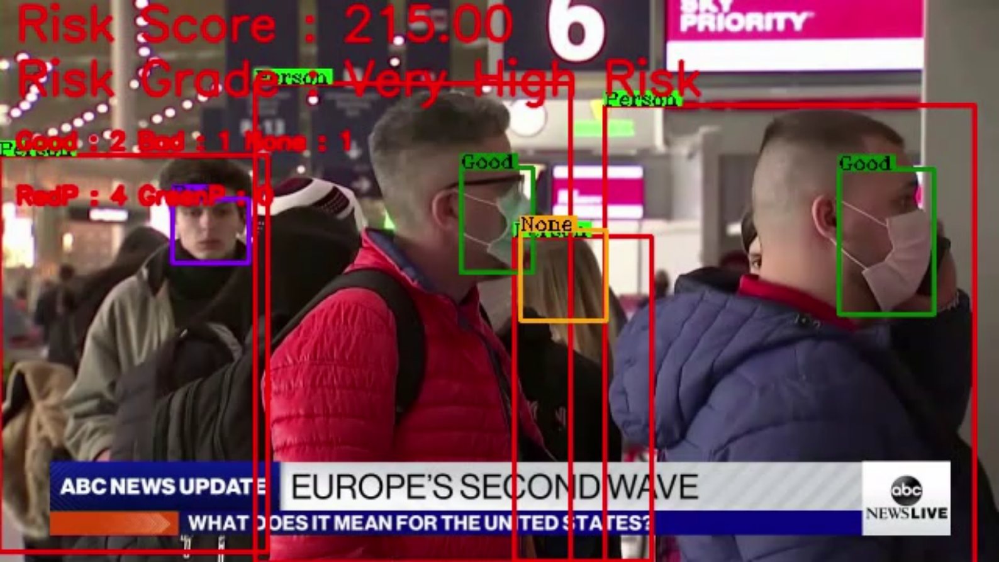 Risk Score : 215.00
6
SKY
PRIORITY
Risk Grade : Very High Risk
Person
Person
Good : 2 Bad : 1 None : 1
Person
Good
Good
RedP : 4 GreenP : 0
None
Person
ABC NEWS UPDATE
EUROPE'S SECOND WAVE
WHAT DOES IT MEAN FOR THE UNITED STATES?
abc
NEWS LIVE